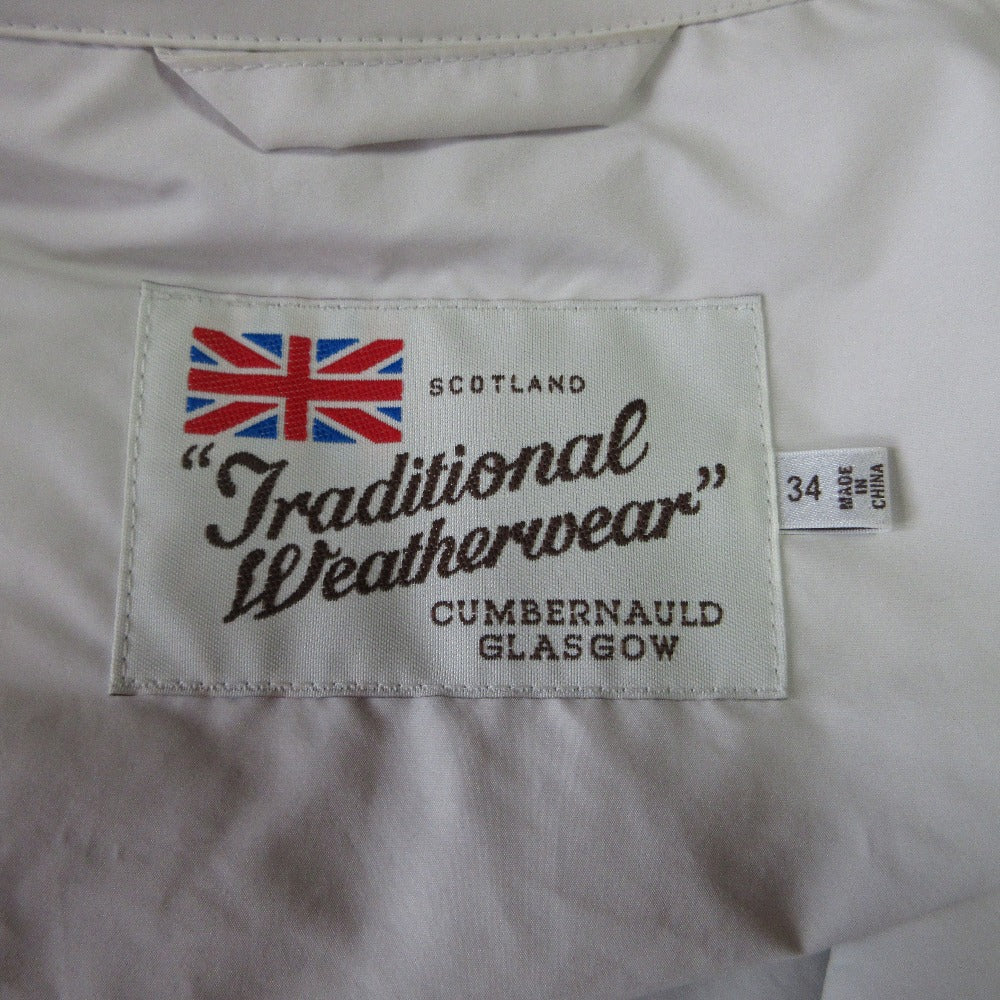 SCOTLAND
"Traditional
Weatherwear"
CUMBERNAULD
GLASGOW
34
MADE
IN
CHINA